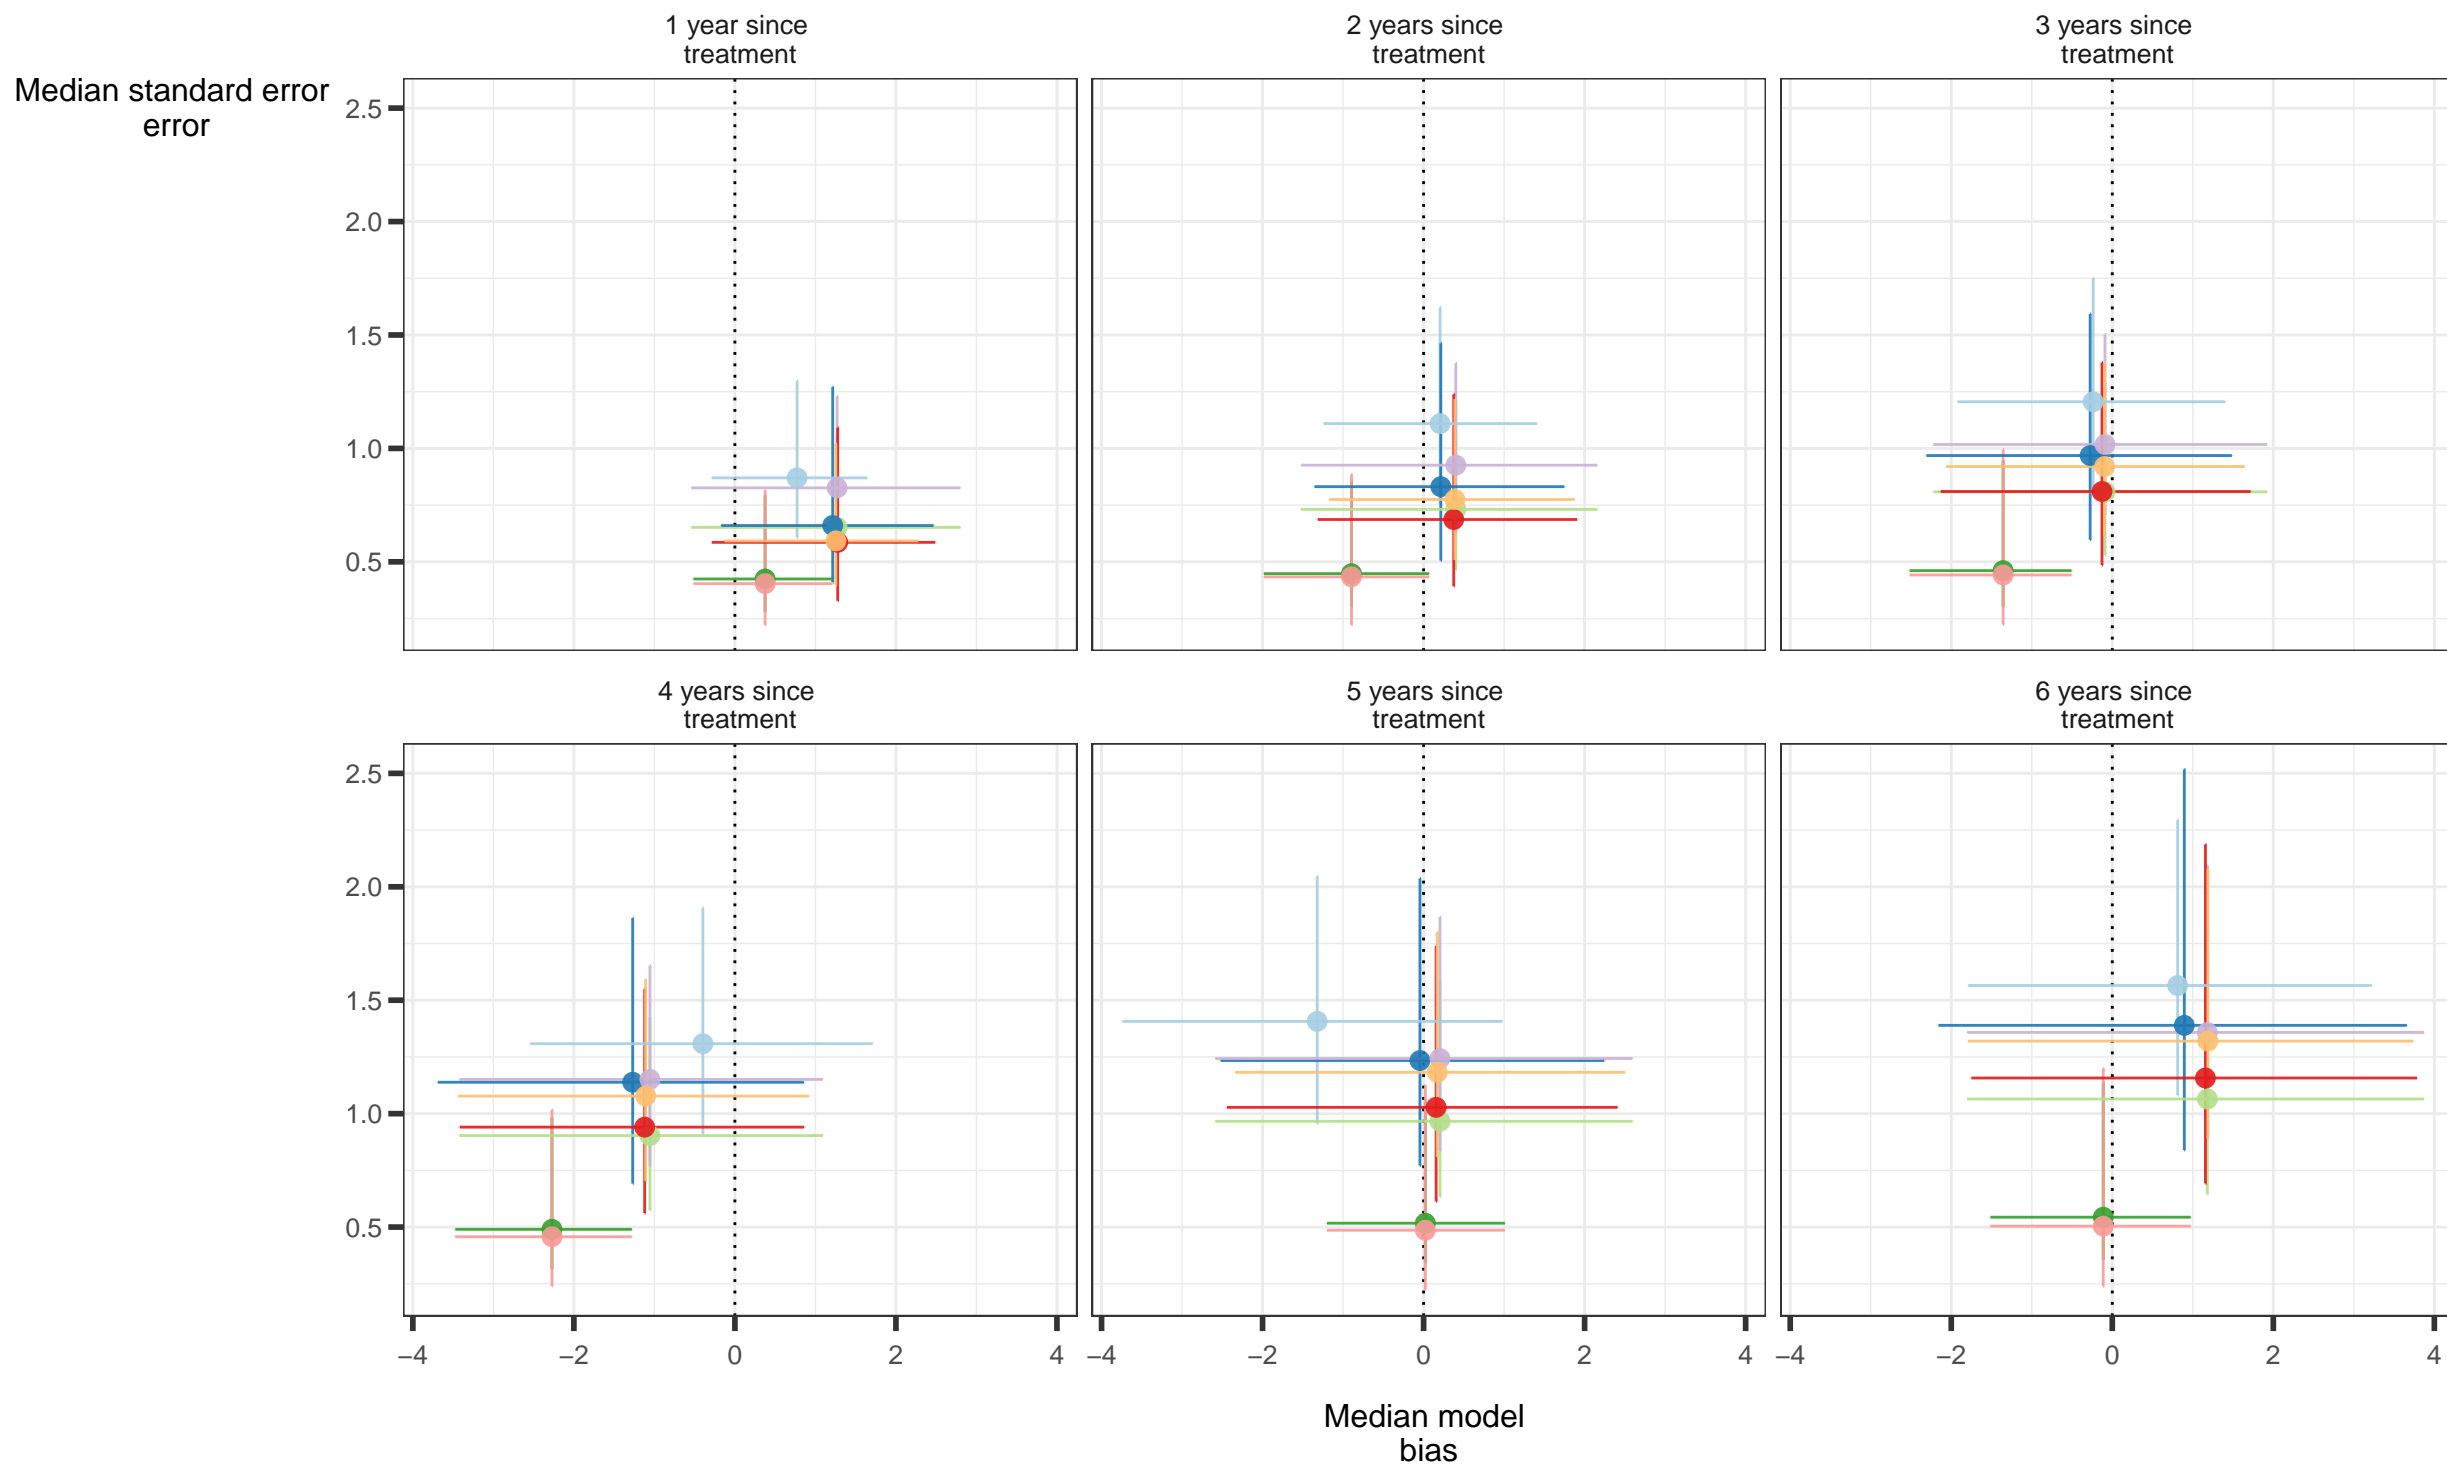 1 year since
treatment
2 years since
treatment
3 years since
treatment
Median standard error
error
2.5
2.0
1.5
1.0
0.5
4 years since
treatment
5 years since
treatment
6 years since
treatment
2.5
2.0
1.5
1.0
0.5
−4 −2 0 2 4 −4 −2 0 2 4 −4 −2 0 2 4
Median model
bias